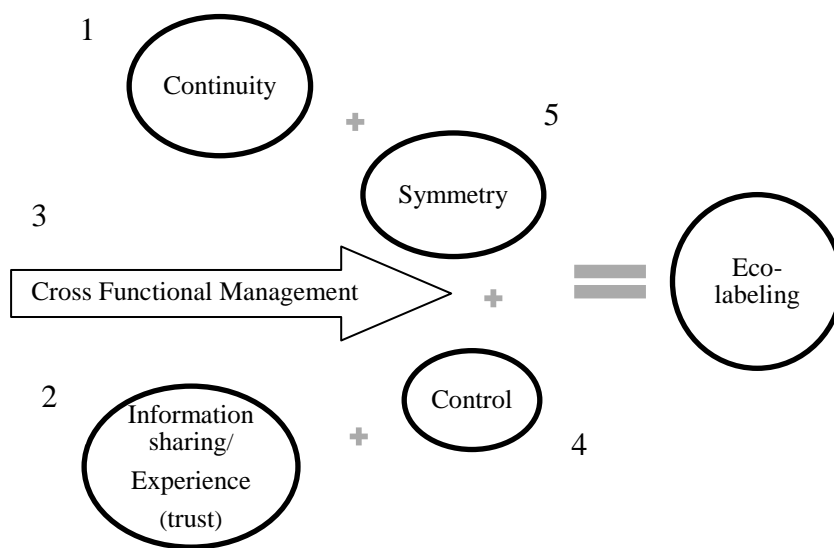 1
Continuity
+
5
Symmetry
3
Cross Functional Management
+
=
Eco-
labeling
2
Information
sharing/
Experience
(trust)
+
Control
4